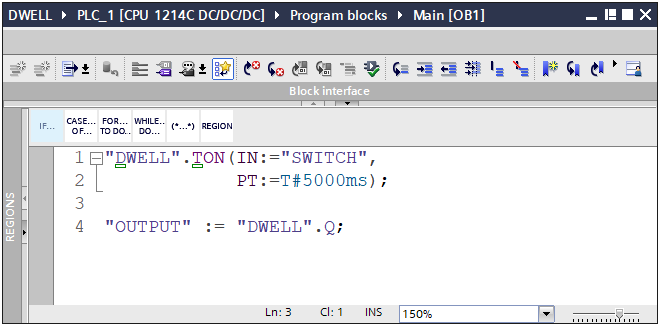 DWELL ▸ PLC_1 [CPU 1214C DC/DC/DC] ▸ Program blocks ▸ Main [OB1]
Block interface
IF... CASE... OF... FOR... TO DO.. WHILE.. DO... (*...*) REGION
1 "DWELL".TON(IN:="SWITCH",
2 PT:=T#5000ms);
3
4 "OUTPUT" := "DWELL".Q;
REGIONS
Ln: 3 Cl: 1 INS 150%